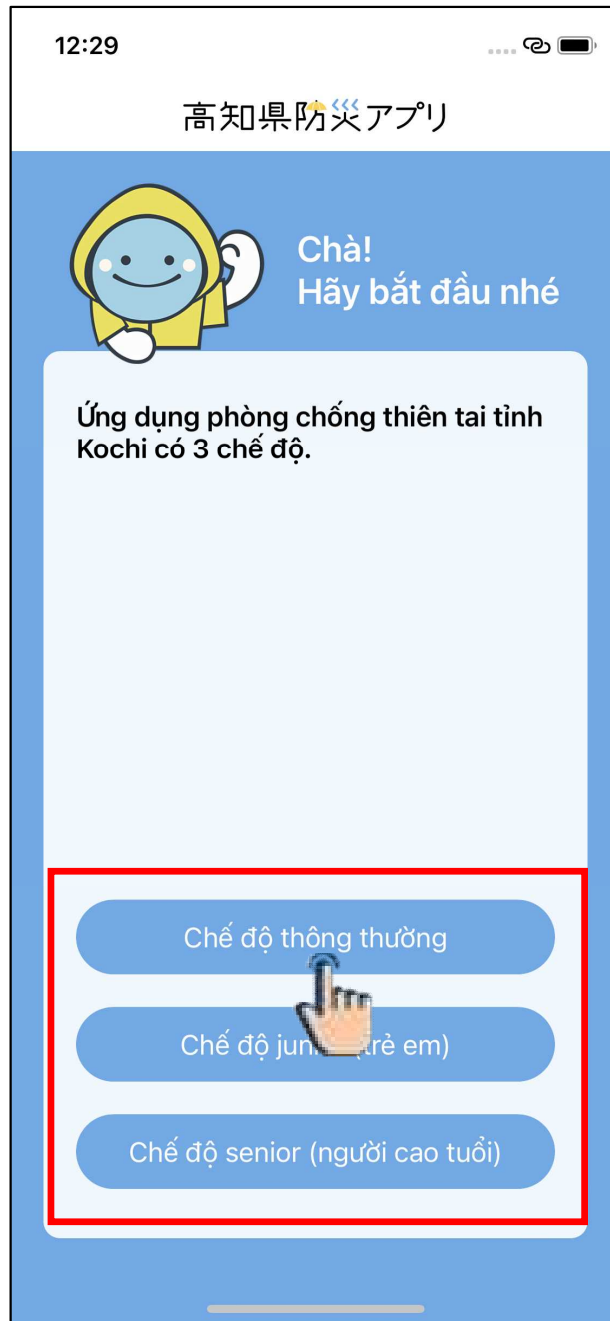 12:29
高知県防災アプリ
Chà!
Hãy bắt đầu nhé
Ứng dụng phòng chống thiên tai tỉnh
Kochi có 3 chế độ.
Chế độ thông thường
Chế độ (trẻ em)
Chế độ senior (người cao tuổi)